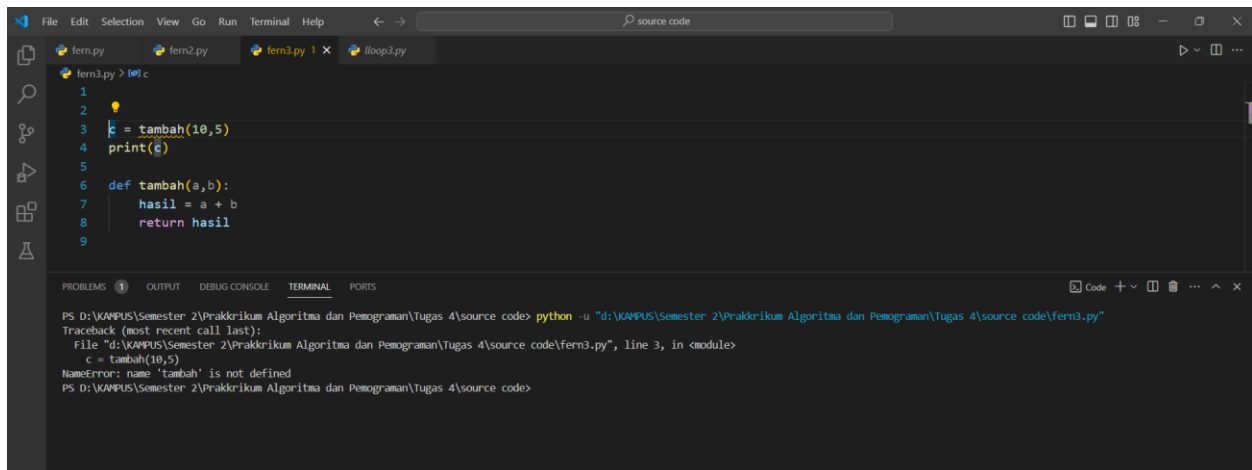 File Edit Selection View Go Run Terminal Help
source code
fern.py fern2.py fern3.py 1 lloop3.py
fern3.py > c
1
2
3 c = tambah(10,5)
4 print(c)
5
6 def tambah(a,b):
7 hasil = a + b
8 return hasil
9
PROBLEMS 1 OUTPUT DEBUG CONSOLE TERMINAL PORTS
Code
PS D:\KAMPUS\Semester 2\Prakkrikum Algoritma dan Pemograman\Tugas 4\source code> python -u "d:\KAMPUS\Semester 2\Prakkrikum Algoritma dan Pemograman\Tugas 4\source code\fern3.py"
Traceback (most recent call last):
File "d:\KAMPUS\Semester 2\Prakkrikum Algoritma dan Pemograman\Tugas 4\source code\fern3.py", line 3, in <module>
c = tambah(10,5)
NameError: name 'tambah' is not defined
PS D:\KAMPUS\Semester 2\Prakkrikum Algoritma dan Pemograman\Tugas 4\source code>